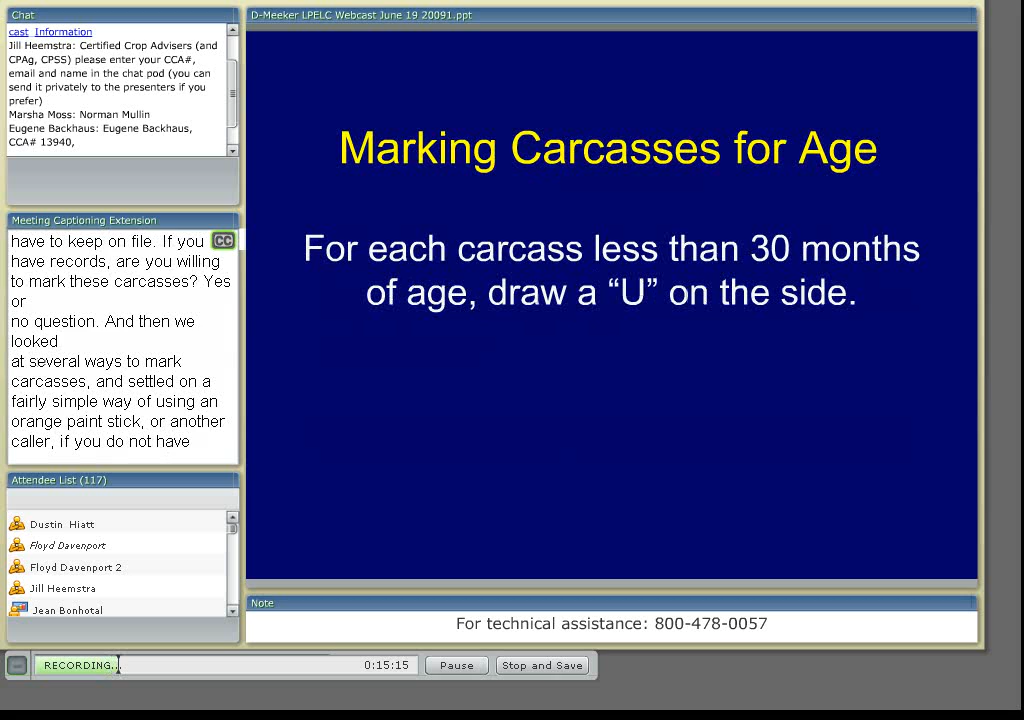 Chat
cast Information
Jill Heemstra: Certified Crop Advisers (and
CPAg, CPSS) please enter your CCA#,
email and name in the chat pod (you can
send it privately to the presenters if you
prefer)
Marsha Moss: Norman Mullin
Eugene Backhaus: Eugene Backhaus,
CCA# 13940,
Meeting Captioning Extension
have to keep on file. If you CC
have records, are you willing
to mark these carcasses? Yes
or
no question. And then we
looked
at several ways to mark
carcasses, and settled on a
fairly simple way of using an
orange paint stick, or another
caller, if you do not have
Attendee List (117)
Dustin Hiatt
Floyd Davenport
Floyd Davenport 2
Jill Heemstra
Jean Bonhotal
D-Meeker LPELC Webcast June 19 20091.ppt
Marking Carcasses for Age
For each carcass less than 30 months
of age, draw a “U” on the side.
Note
For technical assistance: 800-478-0057
RECORDING... 0:15:15 Pause Stop and Save